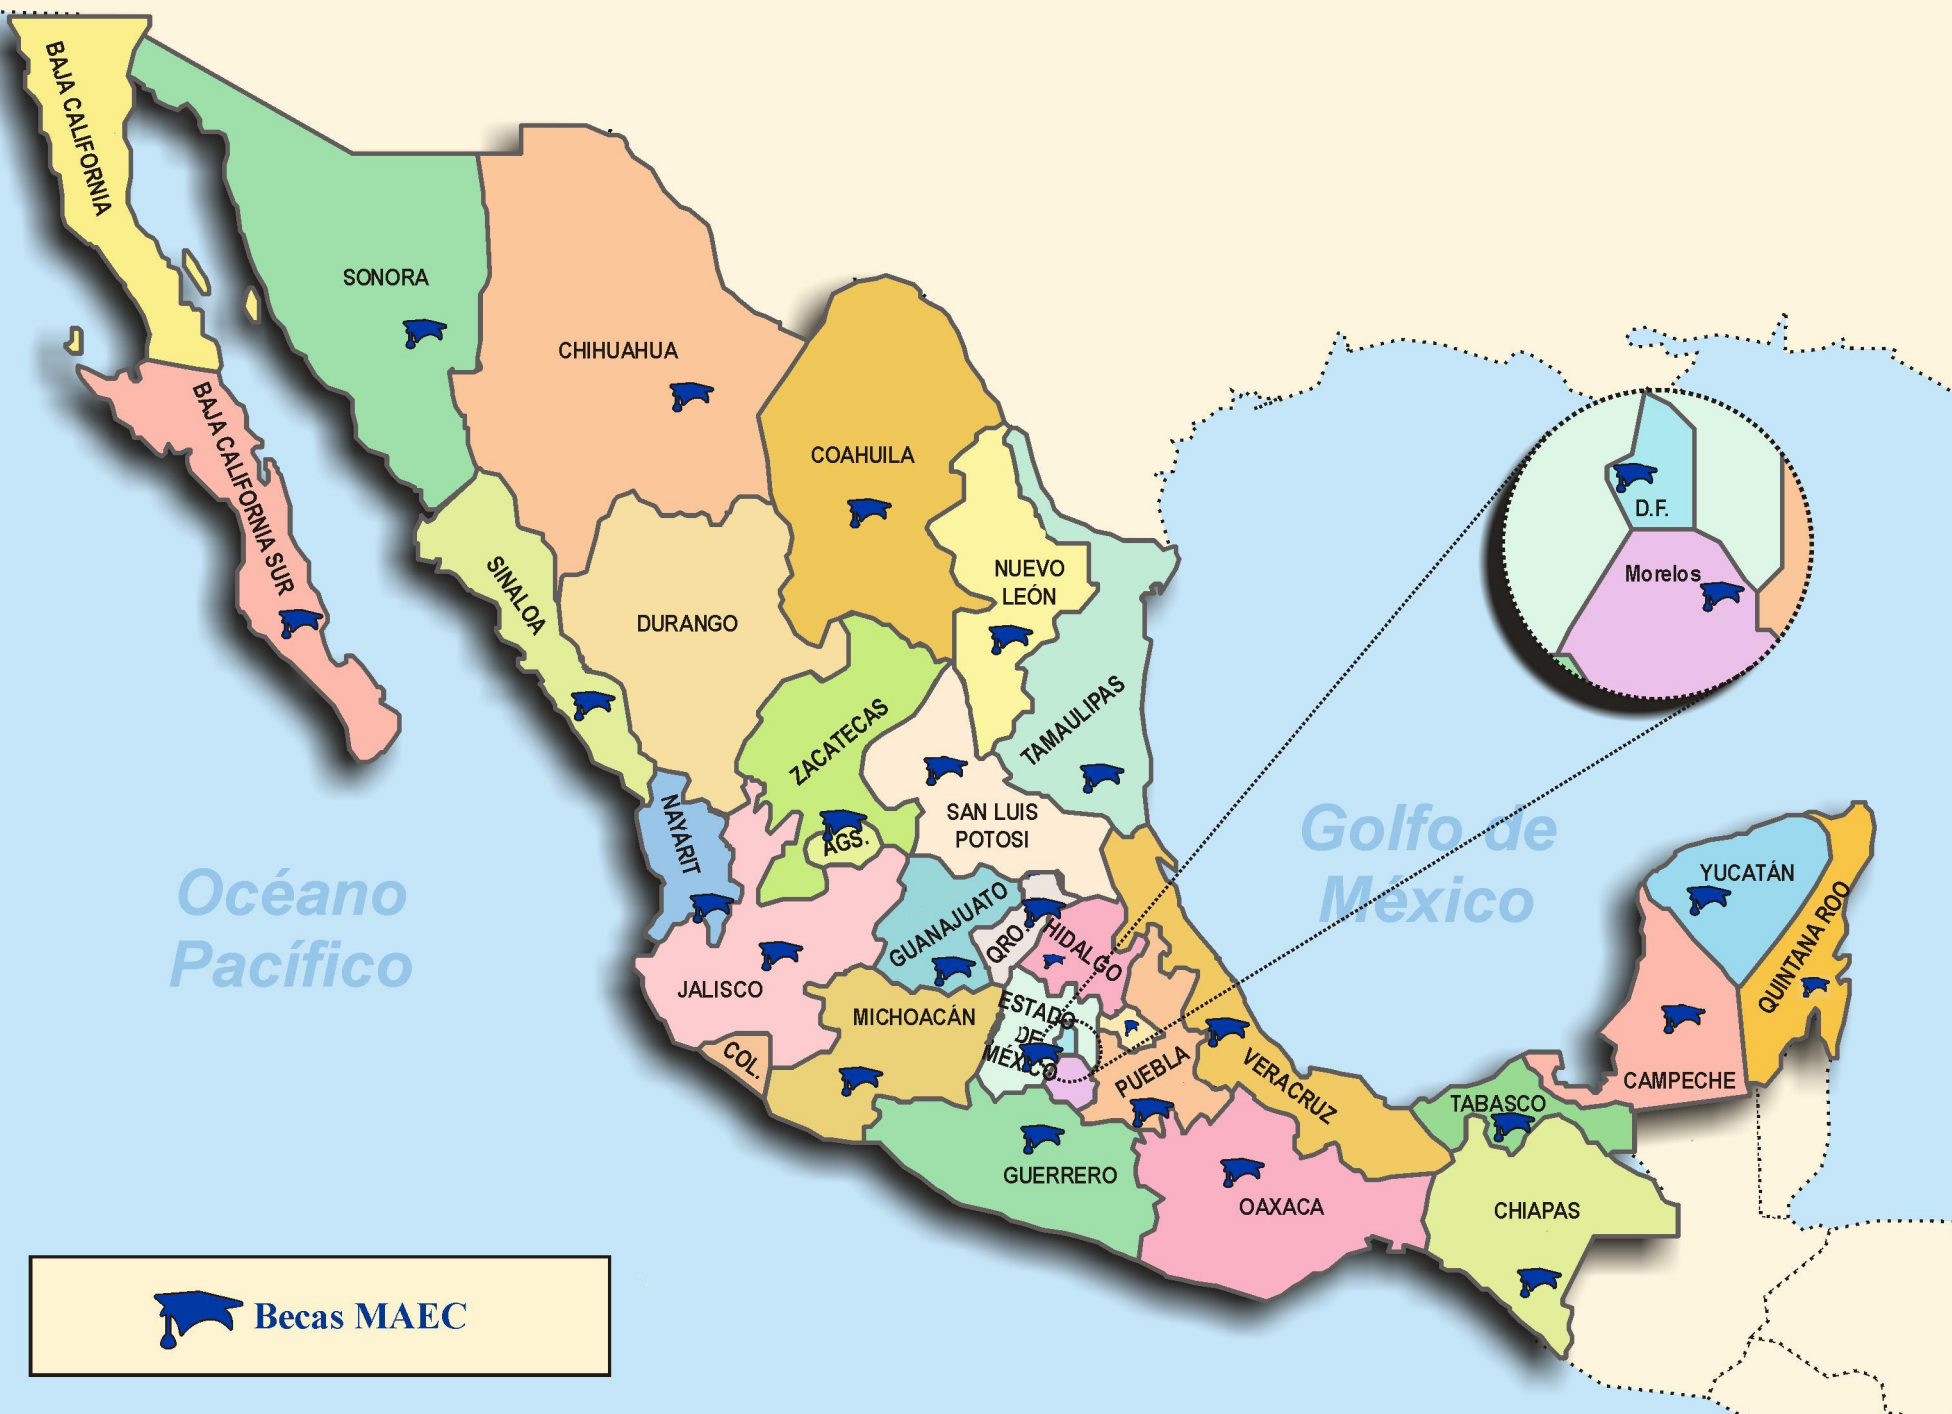 BAJA CALIFORNIA
SONORA
CHIHUAHUA
BAJA CALIFORNIA SUR
COAHUILA
D.F.
Morelos
SINALOA
NUEVO
LEÓN
DURANGO
TAMAULIPAS
ZACATECAS
NAYARIT
AGS.
SAN LUIS
POTOSI
Golfo de
México
YUCATÁN
QUINTANA ROO
Océano
Pacífico
GUANAJUATO
QRO.
HIDALGO
JALISCO
MICHOACÁN
ESTADO
DE
MÉXICO
COL.
PUEBLA
VERACRUZ
CAMPECHE
TABASCO
GUERRERO
OAXACA
CHIAPAS
Becas MAEC